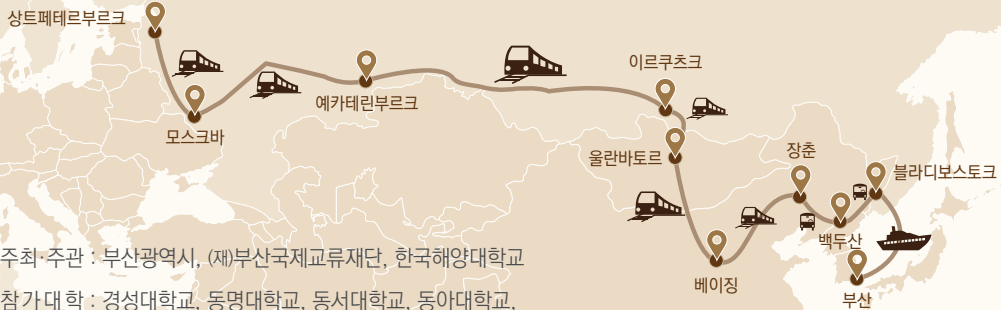 상트페테르부르크
모스크바
예카테린부르크
이르쿠츠크
울란바토르
베이징
장춘
백두산
블라디보스토크
부산
주최·주관 : 부산광역시, (재)부산국제교류재단, 한국해양대학교
참가대학 : 경성대학교, 동명대학교, 동서대학교, 동아대학교,